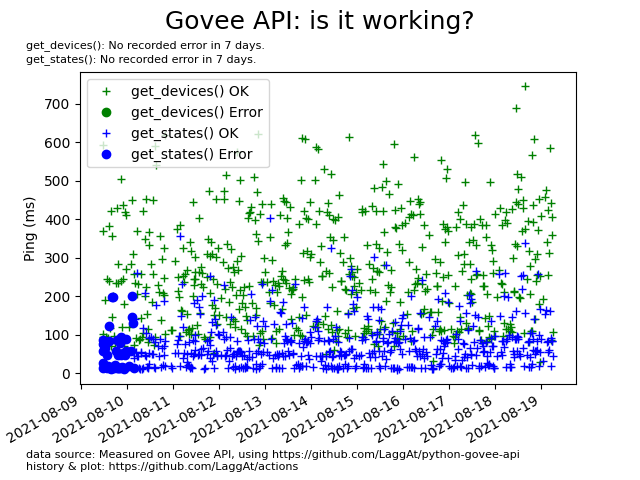 Govee API: is it working?
get_devices(): No recorded error in 7 days.
get_states(): No recorded error in 7 days.
get_devices() OK
get_devices() Error
get_states() OK
get_states() Error
Ping (ms)
700
600
500
400
300
200
100
0
2021-08-09
2021-08-10
2021-08-11
2021-08-12
2021-08-13
2021-08-14
2021-08-15
2021-08-16
2021-08-17
2021-08-18
2021-08-19
data source: Measured on Govee API, using https://github.com/LaggAt/python-govee-api
history & plot: https://github.com/LaggAt/actions